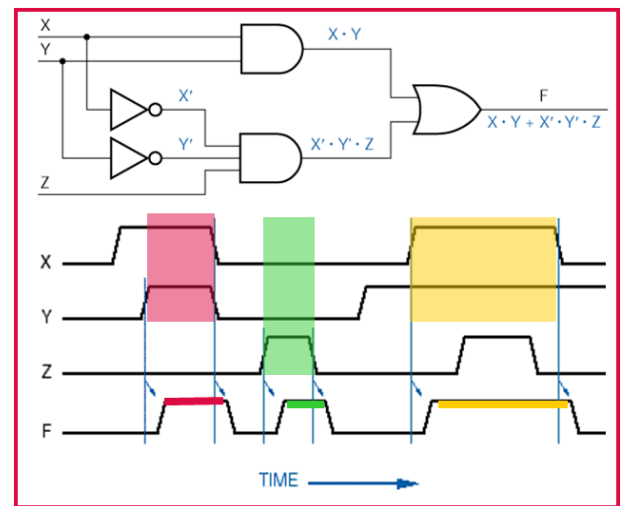 X
X · Y
Y
X′
F
X · Y + X′ · Y′ · Z
Y′
X′ · Y′ · Z
Z
X
Y
Z
F
TIME